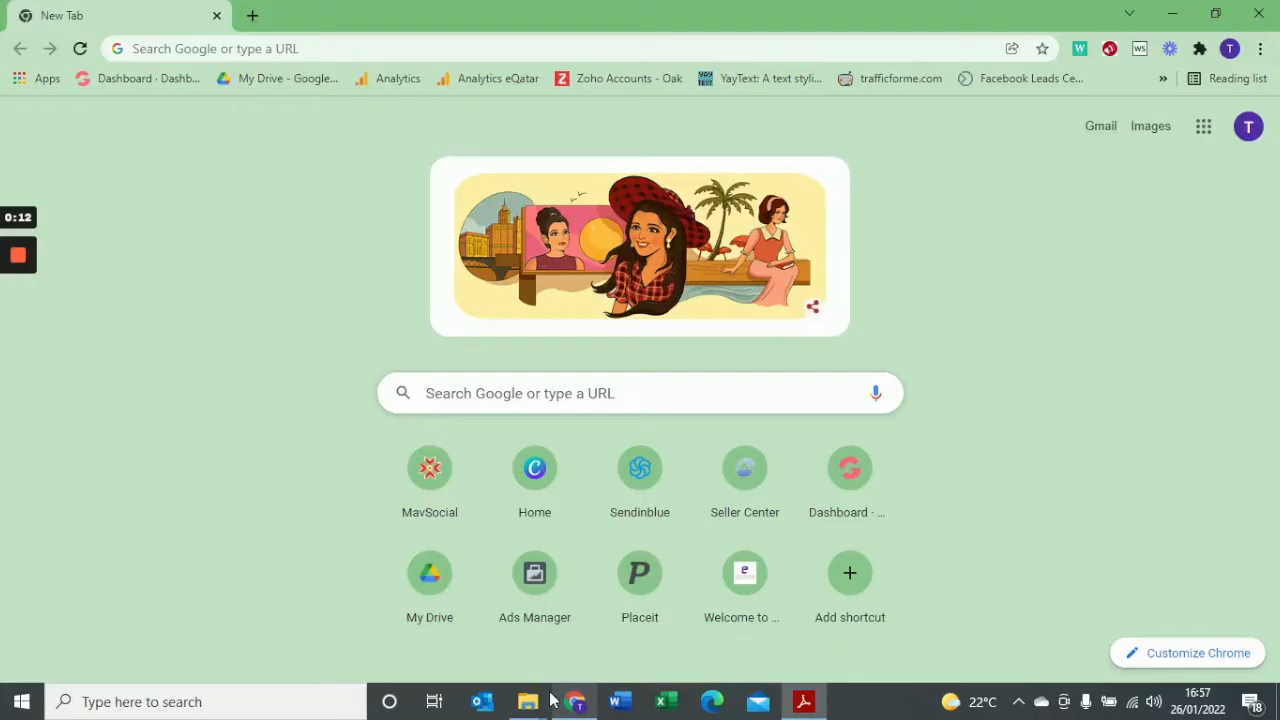 New Tab
Search Google or type a URL
Apps Dashboard · Dashb... My Drive - Google... Analytics Analytics eQatar Zoho Accounts - Oak YayText: A text styli... trafficforme.com Facebook Leads Ce... » Reading list
Gmail Images T
0:12
Search Google or type a URL
MavSocial Home Sendinblue Seller Center Dashboard · ...
My Drive Ads Manager Placeit Welcome to ... Add shortcut
Customize Chrome
Type here to search
22°C
16:57
26/01/2022
18